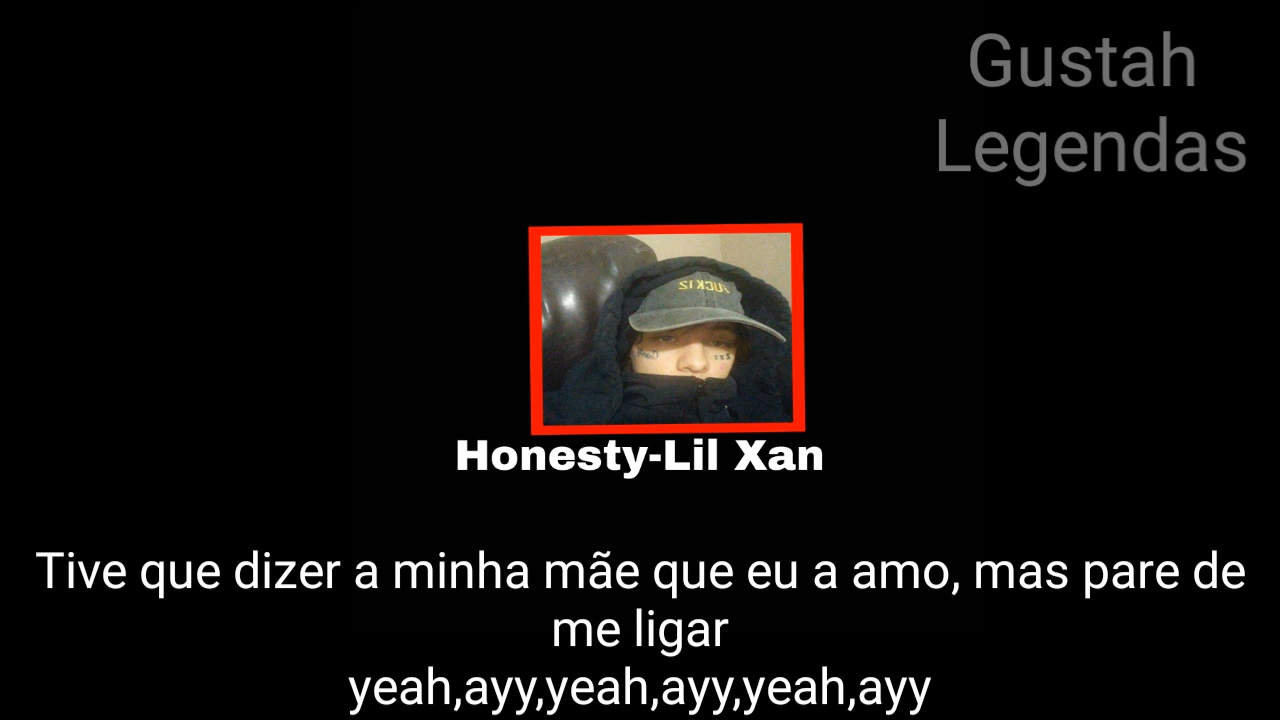 Gustah
Legendas
Honesty-Lil Xan
Tive que dizer a minha mãe que eu a amo, mas pare de
me ligar
yeah,ayy,yeah,ayy,yeah,ayy